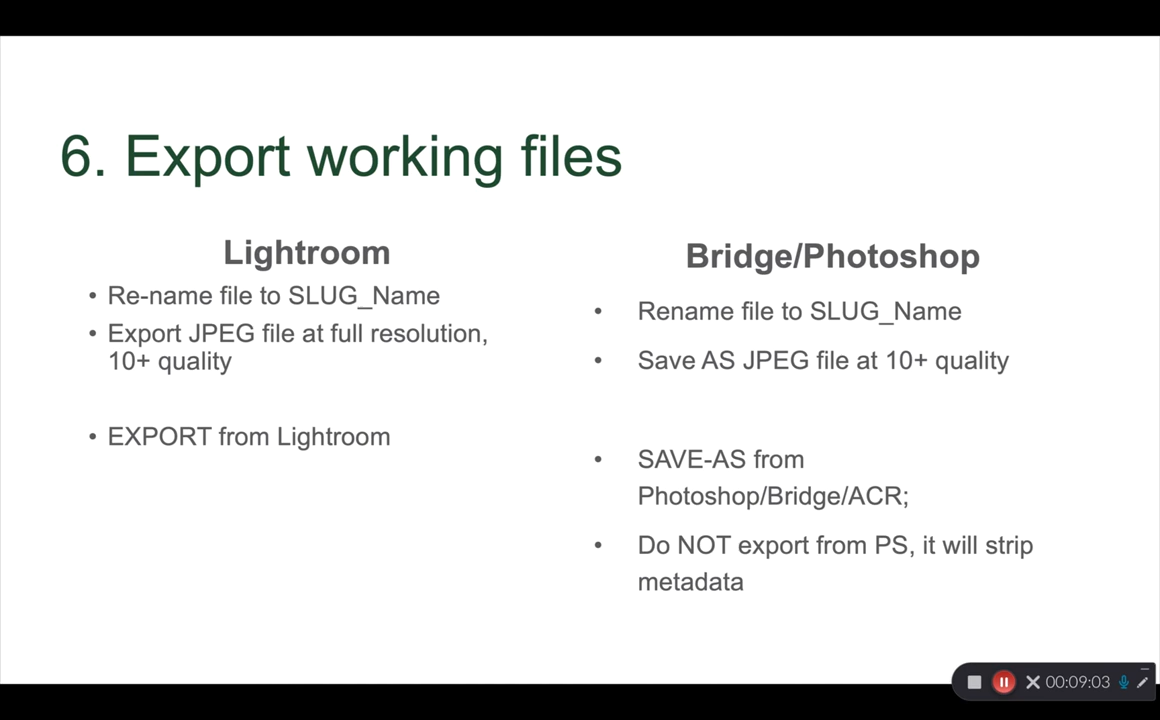 6. Export working files
Lightroom
• Re-name file to SLUG_Name
• Export JPEG file at full resolution,
10+ quality
• EXPORT from Lightroom
Bridge/Photoshop
• Rename file to SLUG_Name
• Save AS JPEG file at 10+ quality
• SAVE-AS from
Photoshop/Bridge/ACR;
• Do NOT export from PS, it will strip
metadata
00:09:03